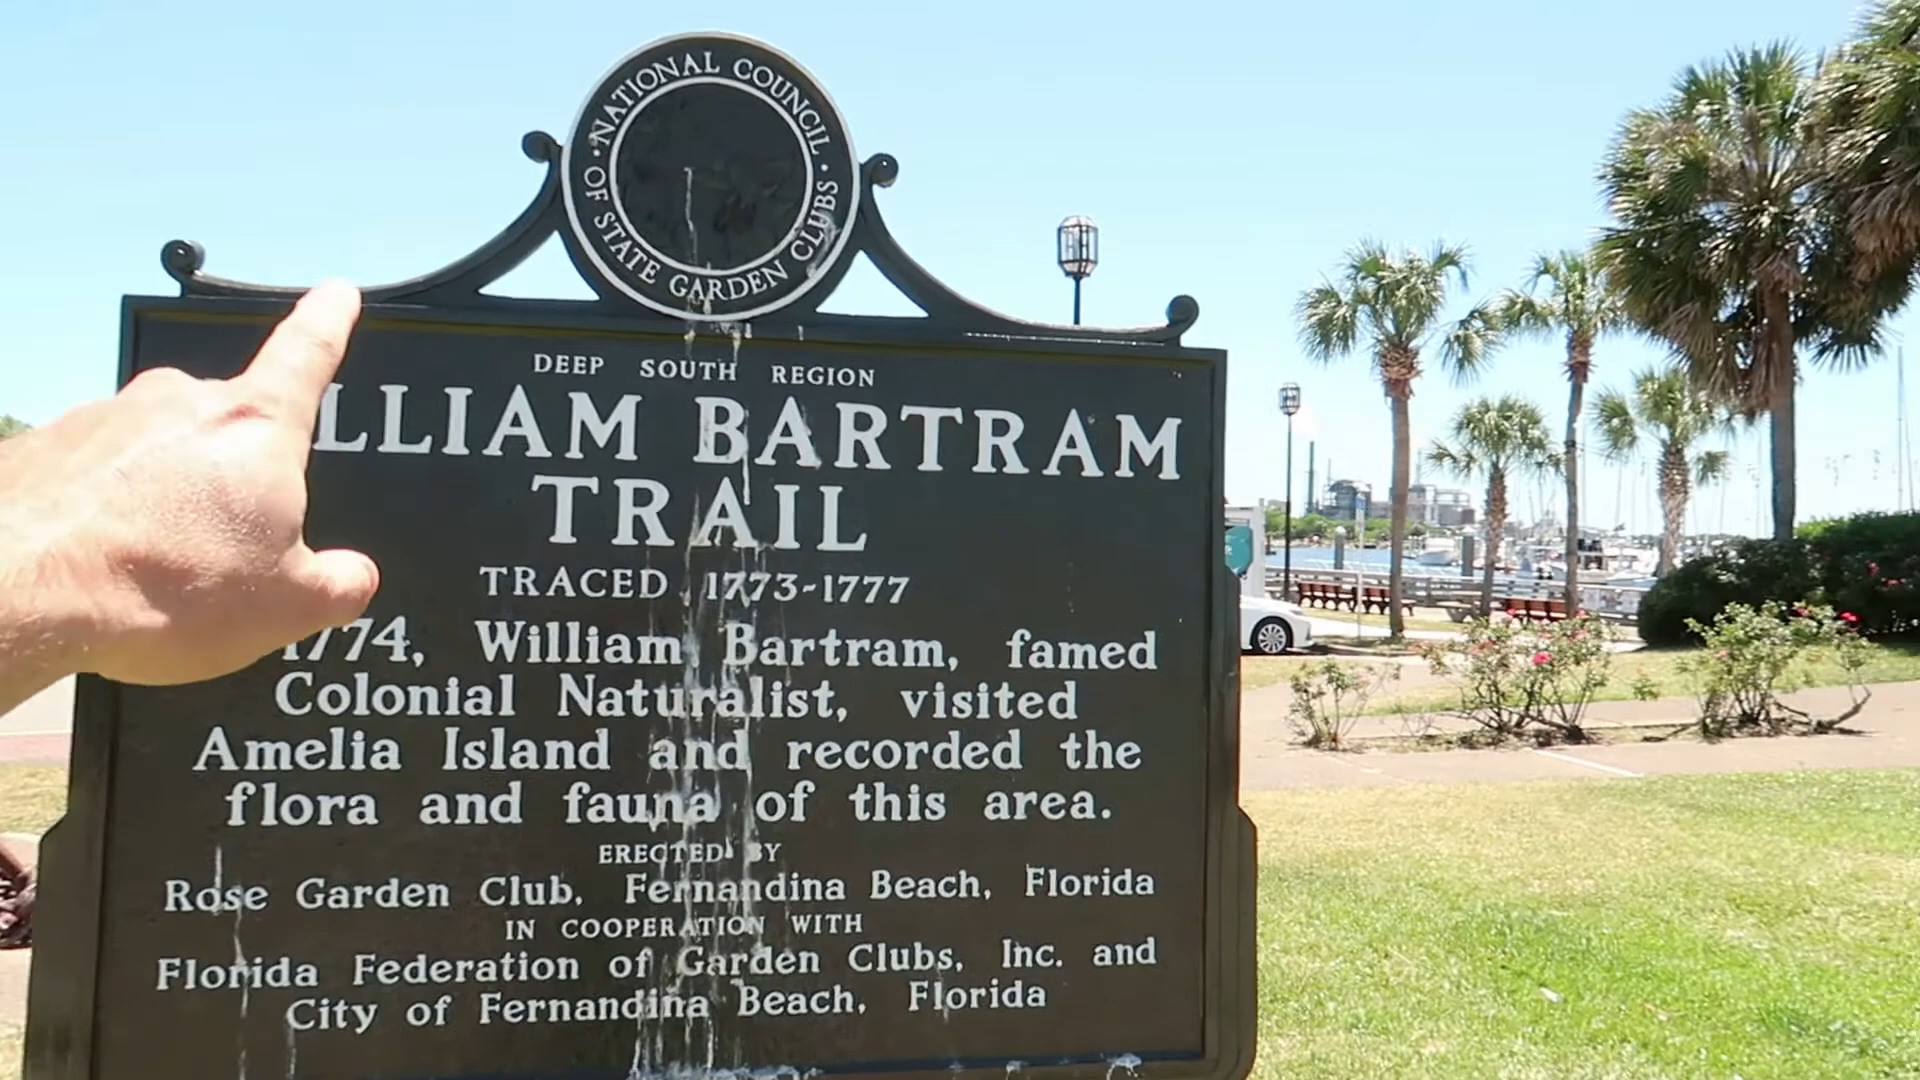 NATIONAL COUNCIL
OF STATE GARDEN CLUBS
DEEP SOUTH REGION
LLIAM BARTRAM
TRAIL
TRACED 1773-1777
1774, William Bartram, famed
Colonial Naturalist, visited
Amelia Island and recorded the
flora and fauna of this area.
ERECTED BY
Rose Garden Club, Fernandina Beach, Florida
IN COOPERATION WITH
Florida Federation of Garden Clubs, Inc. and
City of Fernandina Beach, Florida